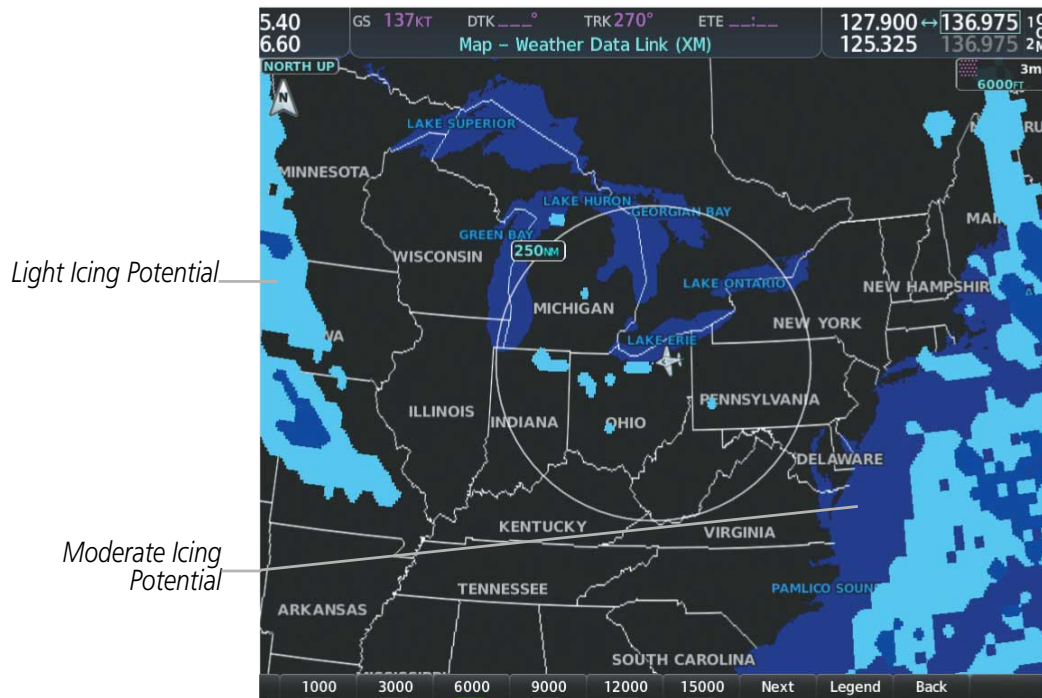 5.40 GS 137KT DTK ___° TRK 270° ETE __:__ 127.900 ↔ 136.975
6.60 Map – Weather Data Link (XM) 125.325 136.975
NORTH UP
N
6000FT
LAKE SUPERIOR
MINNESOTA
LAKE HURON
GEORGIAN BAY
GREEN BAY
250NM
WISCONSIN
Light Icing Potential
LAKE ONTARIO
NEW HAMPSHIR
MICHIGAN
NEW YORK
LAKE ERIE
PENNSYLVANIA
ILLINOIS
INDIANA
OHIO
DELAWARE
KENTUCKY
VIRGINIA
Moderate Icing
Potential
TENNESSEE
PAMLICO SOUN
ARKANSAS
SOUTH CAROLINA
1000 3000 6000 9000 12000 15000 Next Legend Back